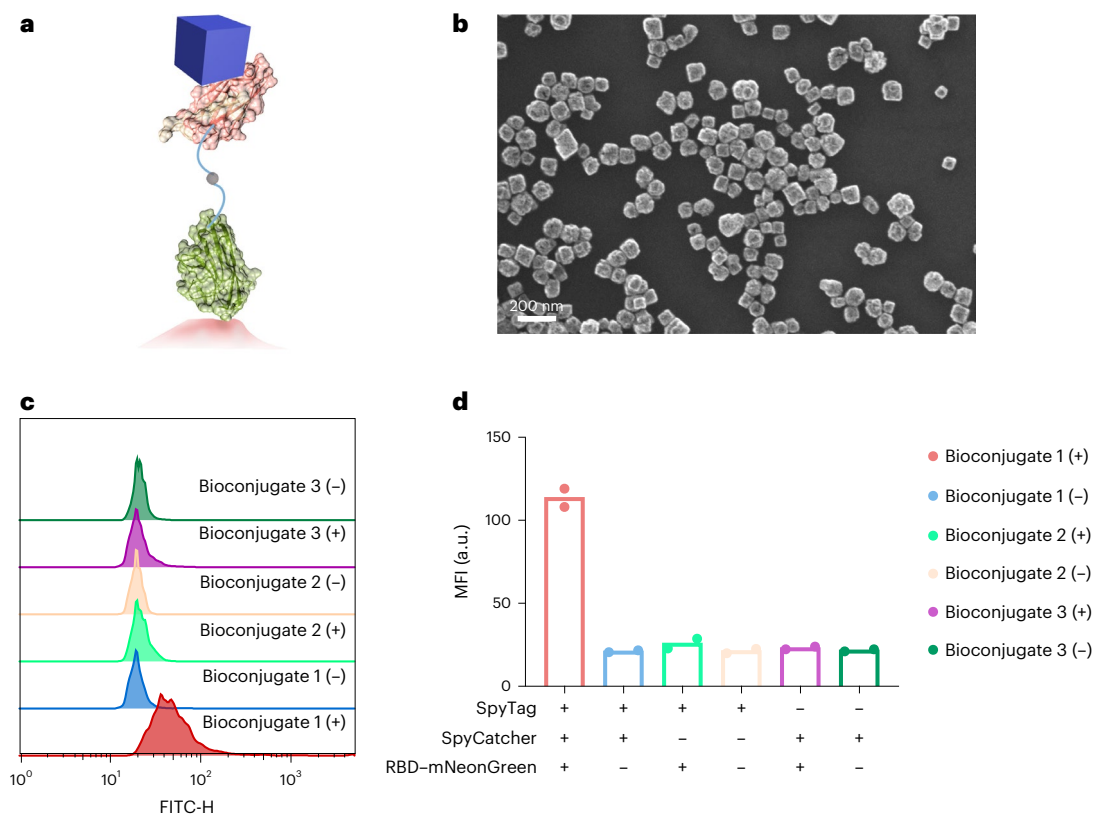 a
b
200 nm
c
Bioconjugate 3 (–)
Bioconjugate 3 (+)
Bioconjugate 2 (–)
Bioconjugate 2 (+)
Bioconjugate 1 (–)
Bioconjugate 1 (+)
10⁰ 10¹ 10² 10³
FITC-H
d
150
100
50
0
MFI (a.u.)
SpyTag + + + + – –
SpyCatcher + + – – + +
RBD–mNeonGreen + – + – + –
Bioconjugate 1 (+)
Bioconjugate 1 (–)
Bioconjugate 2 (+)
Bioconjugate 2 (–)
Bioconjugate 3 (+)
Bioconjugate 3 (–)